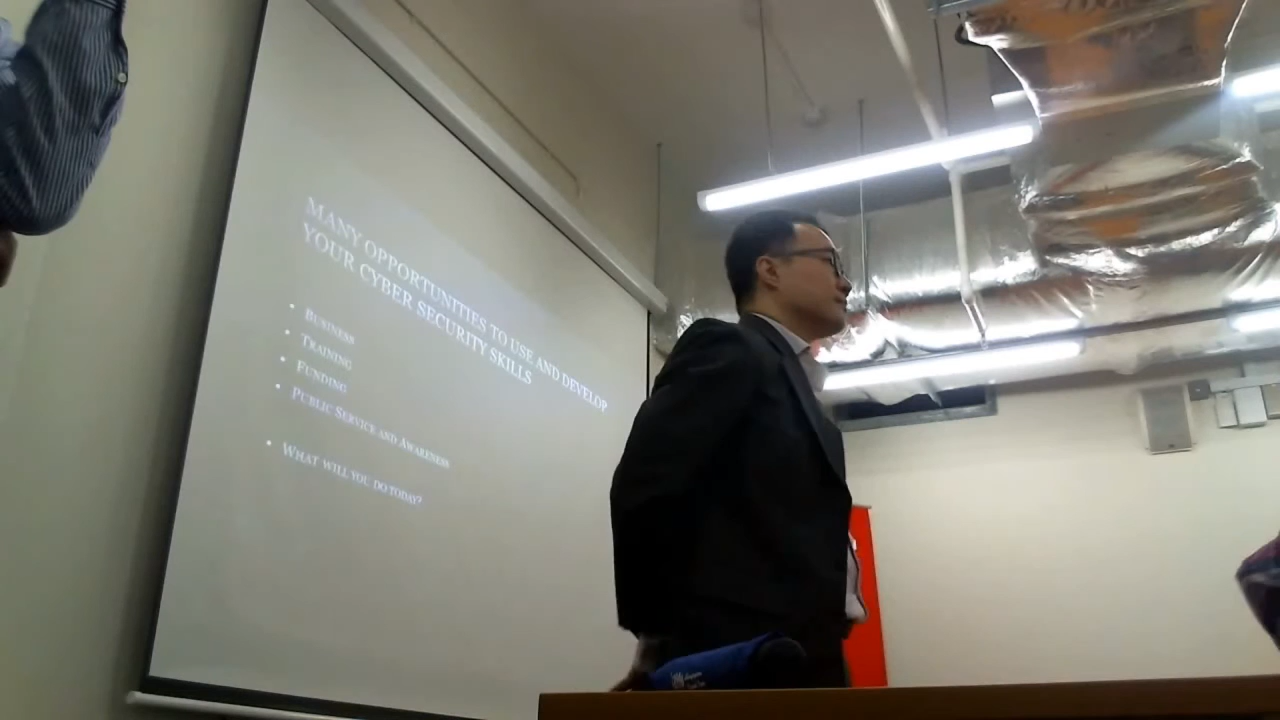 MANY OPPORTUNITIES TO USE AND DEVELOP
YOUR CYBER SECURITY SKILLS
• BUSINESS
• TRAINING
• FUNDING
• PUBLIC SERVICE AND AWARENESS
• WHAT WILL YOU DO TODAY?